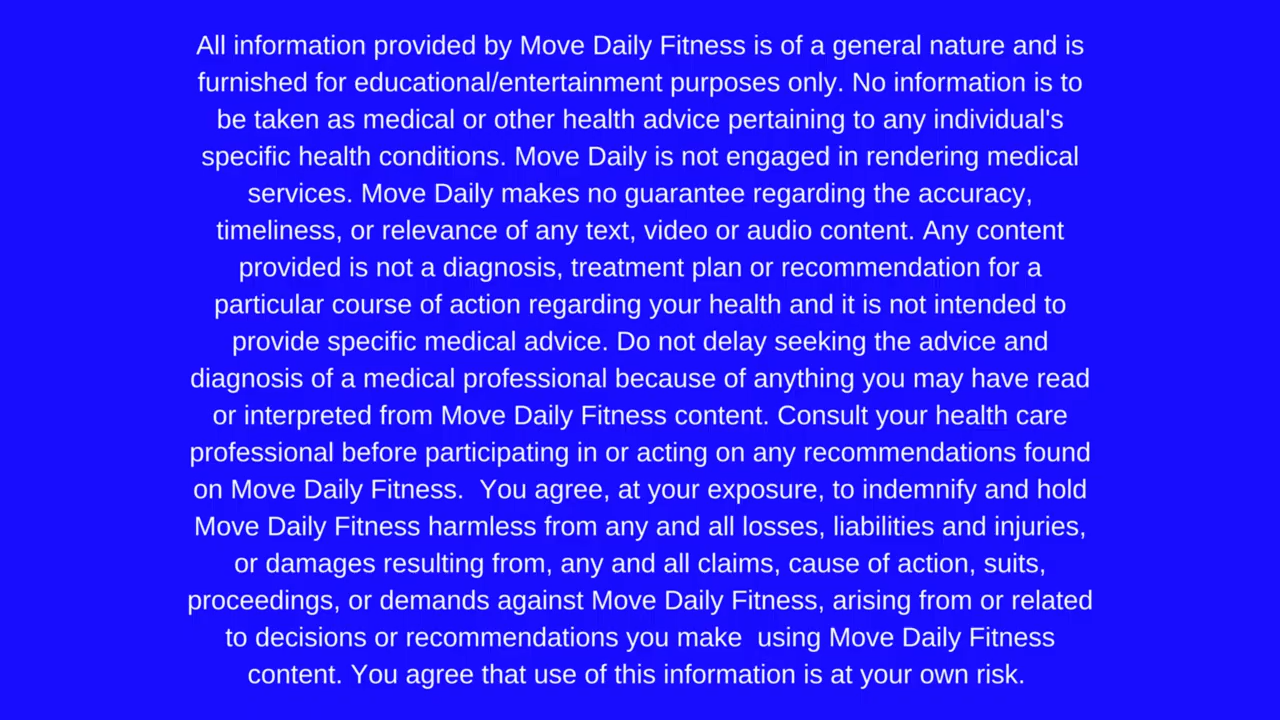 All information provided by Move Daily Fitness is of a general nature and is
furnished for educational/entertainment purposes only. No information is to
be taken as medical or other health advice pertaining to any individual's
specific health conditions. Move Daily is not engaged in rendering medical
services. Move Daily makes no guarantee regarding the accuracy,
timeliness, or relevance of any text, video or audio content. Any content
provided is not a diagnosis, treatment plan or recommendation for a
particular course of action regarding your health and it is not intended to
provide specific medical advice. Do not delay seeking the advice and
diagnosis of a medical professional because of anything you may have read
or interpreted from Move Daily Fitness content. Consult your health care
professional before participating in or acting on any recommendations found
on Move Daily Fitness.  You agree, at your exposure, to indemnify and hold
Move Daily Fitness harmless from any and all losses, liabilities and injuries,
or damages resulting from, any and all claims, cause of action, suits,
proceedings, or demands against Move Daily Fitness, arising from or related
to decisions or recommendations you make  using Move Daily Fitness
content. You agree that use of this information is at your own risk.